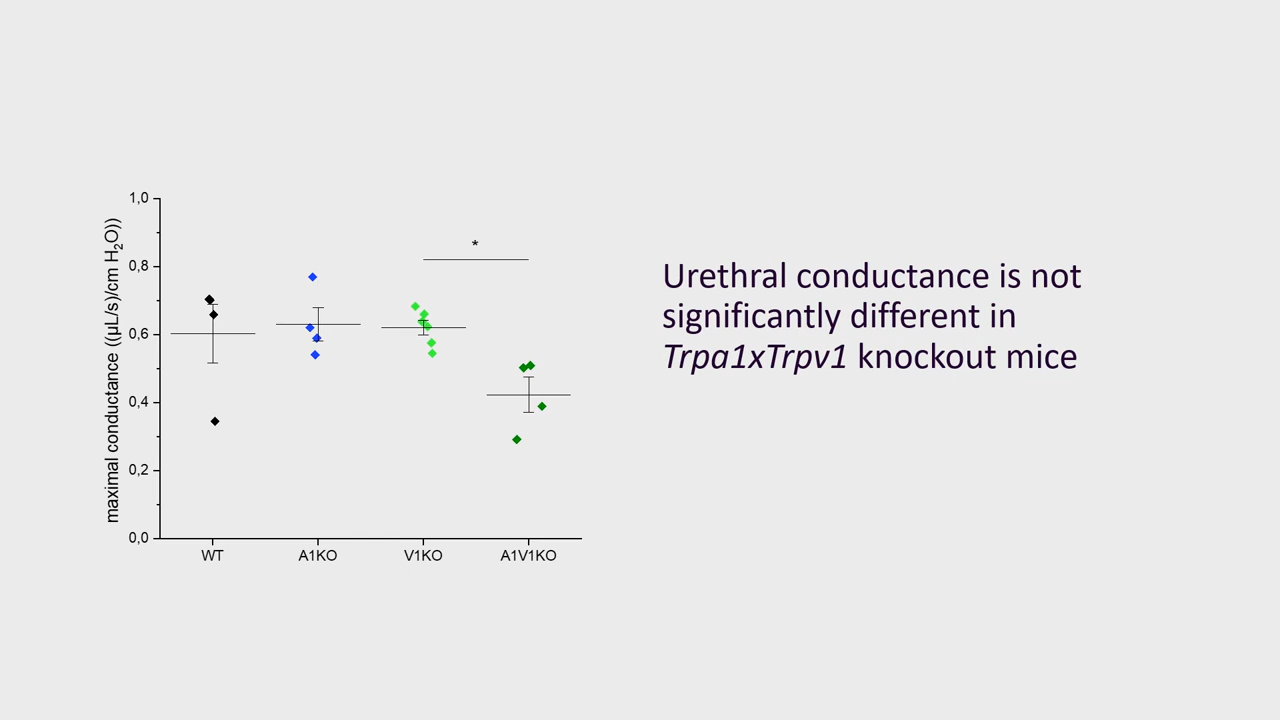 1,0
0,8
0,6
0,4
0,2
0,0
maximal conductance ((µL/s)/cm H₂O))
*
WT A1KO V1KO A1V1KO
Urethral conductance is not
significantly different in
Trpa1xTrpv1 knockout mice